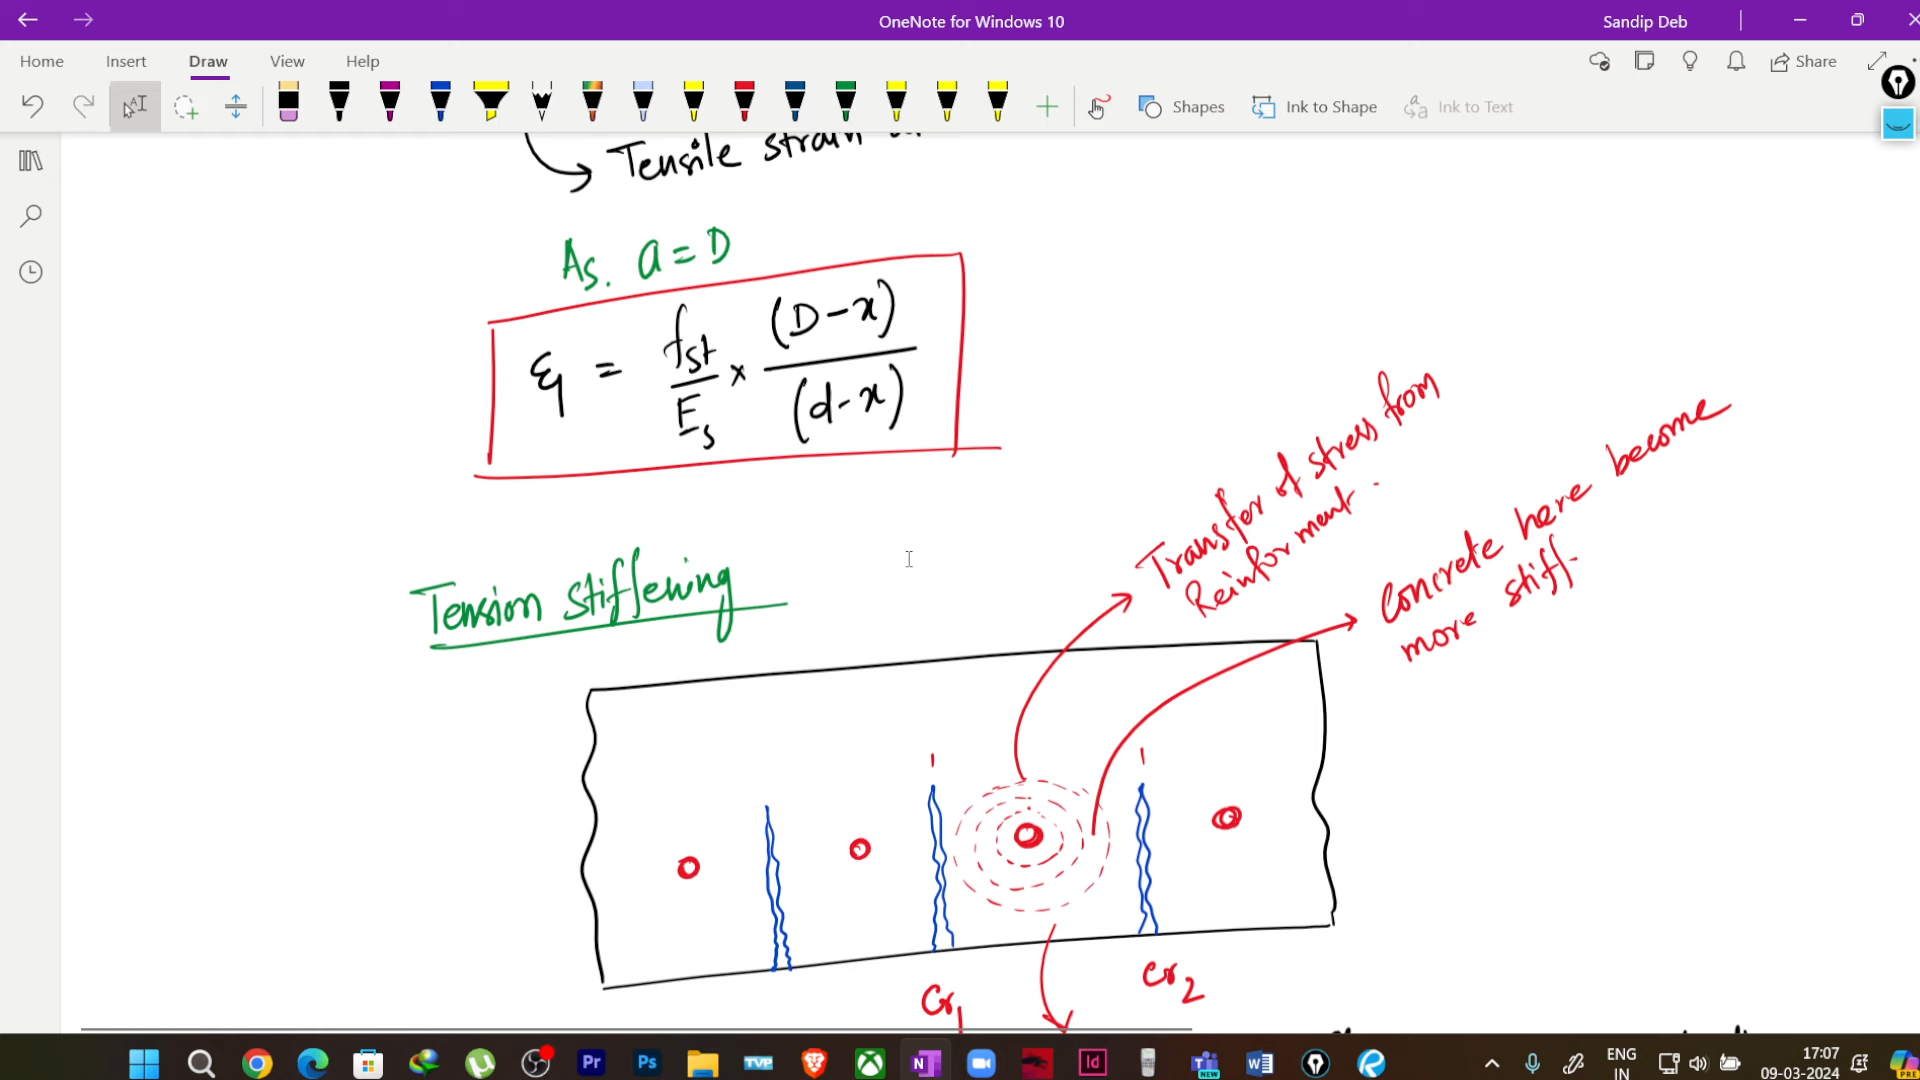 OneNote for Windows 10
Sandip Deb
Home Insert Draw View Help
Share
Shapes Ink to Shape Ink to Text
Tensile strain
As. a = D
ε₁ = fst/Es × (D-x)/(d-x)
Transfer of stress from
Reinforment.
Concrete here become
more stiff.
Tension stiffening
Cr1
Cr2
ENG
IN
17:07
09-03-2024